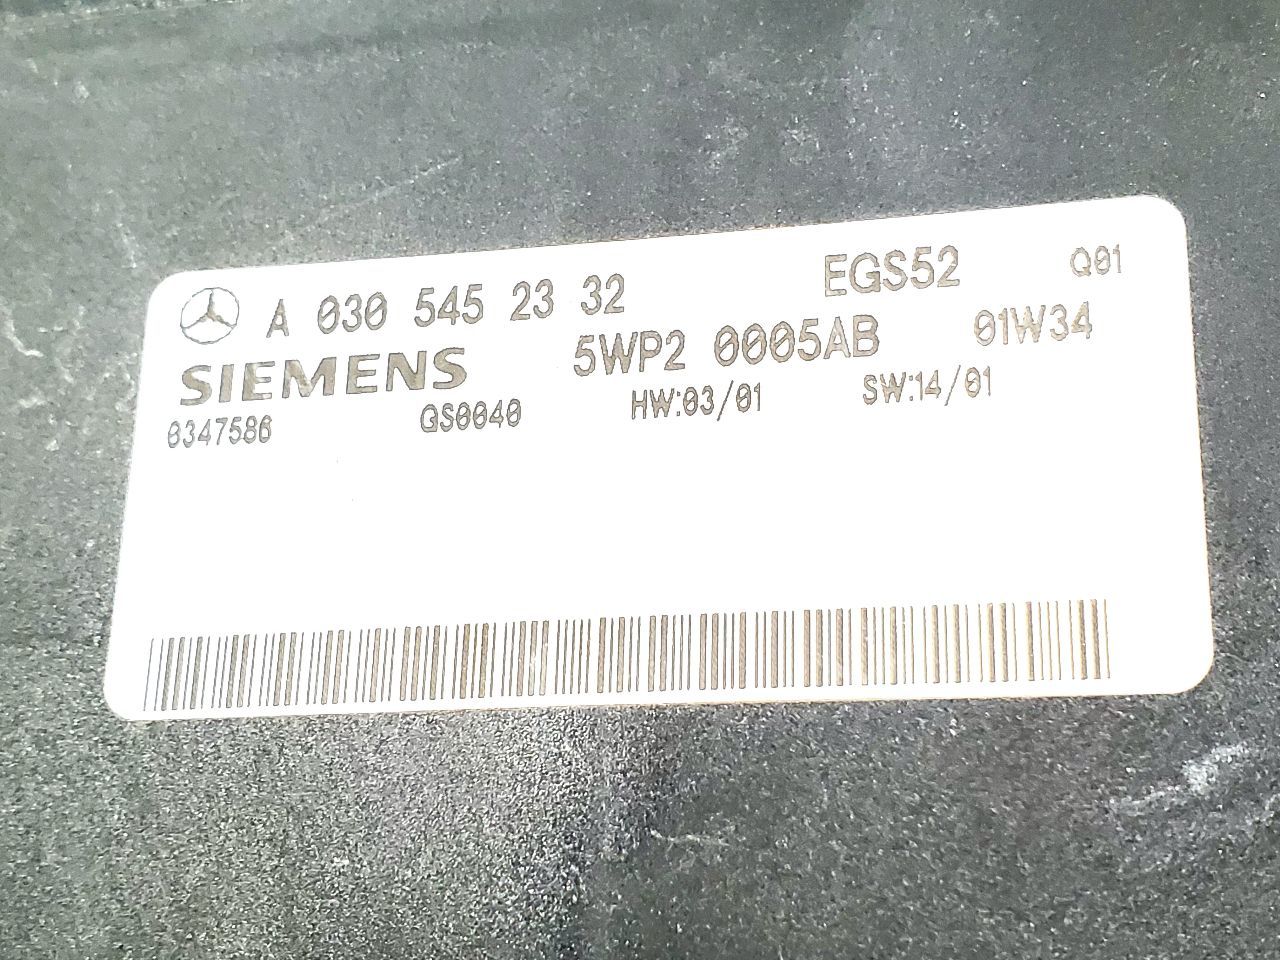 A 030 545 23 32 EGS52 Q01
SIEMENS 5WP2 0005AB 01W34
0347586 GS0040 HW:03/01 SW:14/01